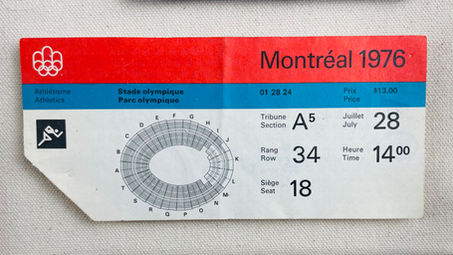 Montréal 1976
Athlétisme
Athletics
Stade olympique
Parc olympique
01 28 24
Prix
Price
$13.00
Tribune
Section
A5
Juillet
July
28
Rang
Row
34
Heure
Time
14 00
Siège
Seat
18
A
B
C
D
E
F
G
H
I
J
K
L
M
N
O
P
Q
R
S
T